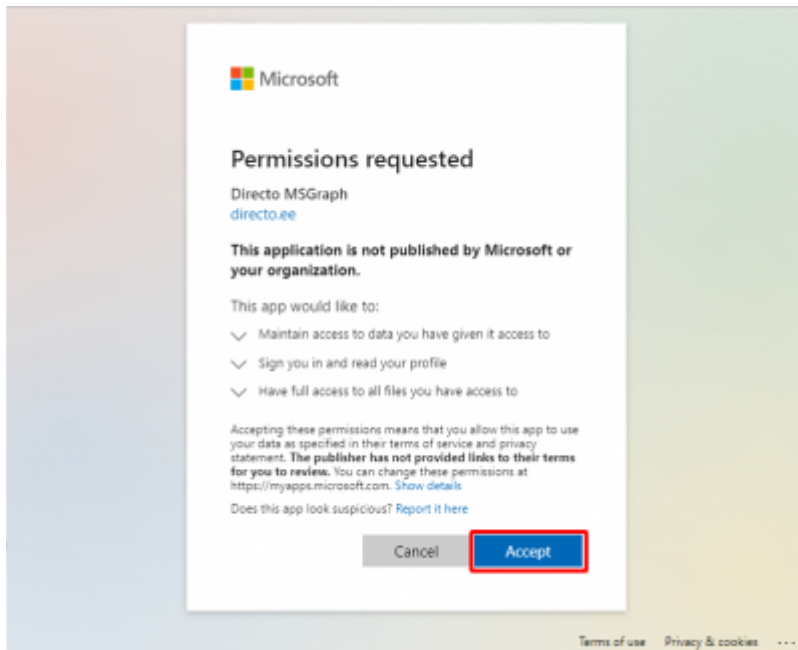 Microsoft
Permissions requested
Directo MSGraph
directo.ee
This application is not published by Microsoft or
your organization.
This app would like to:
Maintain access to data you have given it access to
Sign you in and read your profile
Have full access to all files you have access to
Accepting these permissions means that you allow this app to use
your data as specified in their terms of service and privacy
statement. The publisher has not provided links to their terms
for you to review. You can change these permissions at
https://myapps.microsoft.com. Show details
Does this app look suspicious? Report it here
Cancel Accept
Terms of use Privacy & cookies ...